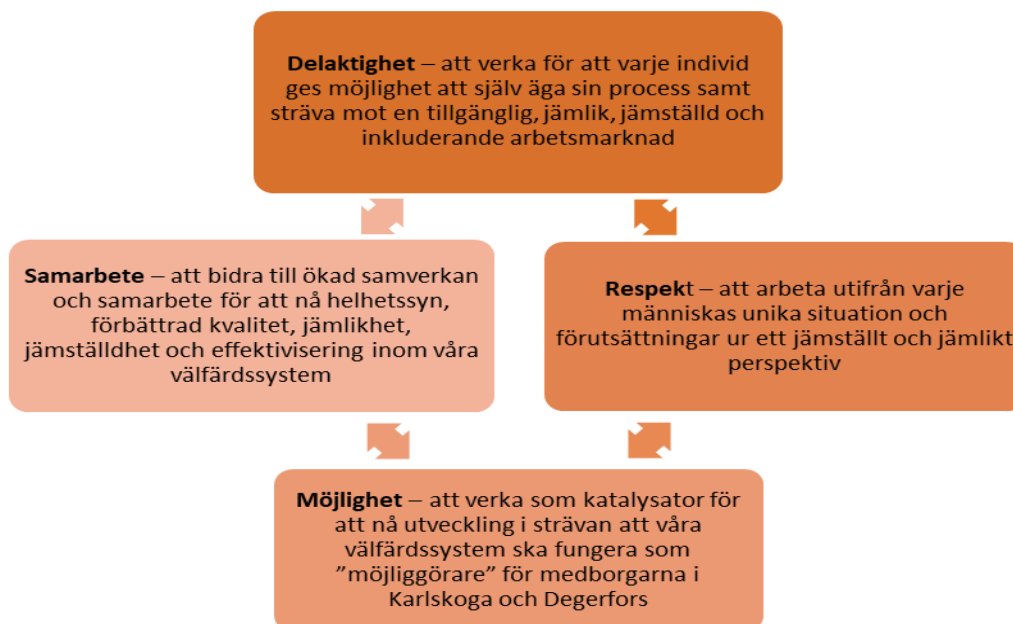 Delaktighet – att verka för att varje individ
ges möjlighet att själv äga sin process samt
sträva mot en tillgänglig, jämlik, jämställd och
inkluderande arbetsmarknad
Samarbete – att bidra till ökad samverkan
och samarbete för att nå helhetssyn,
förbättrad kvalitet, jämlikhet,
jämställdhet och effektivisering inom våra
välfärdssystem
Respekt – att arbeta utifrån varje
människas unika situation och
förutsättningar ur ett jämställt och jämlikt
perspektiv
Möjlighet – att verka som katalysator för
att nå utveckling i strävan att våra
välfärdssystem ska fungera som
”möjliggörare” för medborgarna i
Karlskoga och Degerfors